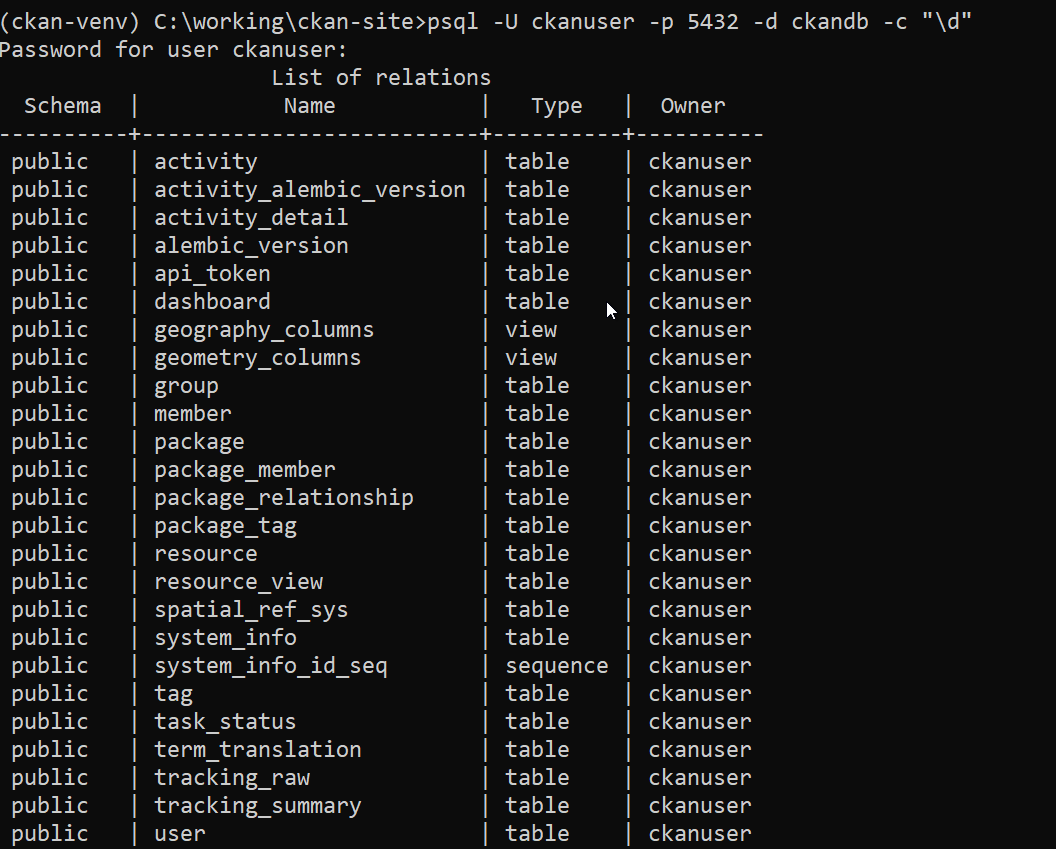 (ckan-venv) C:\working\ckan-site>psql -U ckanuser -p 5432 -d ckandb -c "\d"
Password for user ckanuser:
                     List of relations
  Schema  |           Name           |   Type   |  Owner
----------+--------------------------+----------+----------
 public   | activity                 | table    | ckanuser
 public   | activity_alembic_version | table    | ckanuser
 public   | activity_detail          | table    | ckanuser
 public   | alembic_version          | table    | ckanuser
 public   | api_token                | table    | ckanuser
 public   | dashboard                | table    | ckanuser
 public   | geography_columns        | view     | ckanuser
 public   | geometry_columns         | view     | ckanuser
 public   | group                    | table    | ckanuser
 public   | member                   | table    | ckanuser
 public   | package                  | table    | ckanuser
 public   | package_member           | table    | ckanuser
 public   | package_relationship     | table    | ckanuser
 public   | package_tag              | table    | ckanuser
 public   | resource                 | table    | ckanuser
 public   | resource_view            | table    | ckanuser
 public   | spatial_ref_sys          | table    | ckanuser
 public   | system_info              | table    | ckanuser
 public   | system_info_id_seq       | sequence | ckanuser
 public   | tag                      | table    | ckanuser
 public   | task_status              | table    | ckanuser
 public   | term_translation         | table    | ckanuser
 public   | tracking_raw             | table    | ckanuser
 public   | tracking_summary         | table    | ckanuser
 public   | user                     | table    | ckanuser